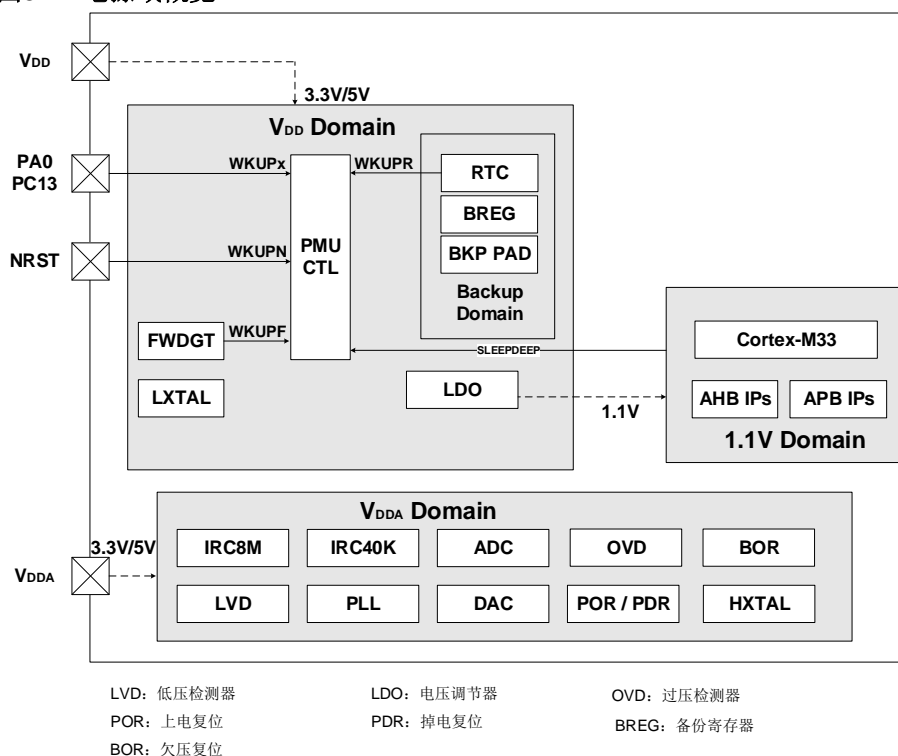 VDD
3.3V/5V
VDD Domain
PA0
PC13
WKUPx
WKUPR
RTC
BREG
BKP PAD
Backup
Domain
NRST
WKUPN
PMU
CTL
FWDGT
WKUPF
SLEEPDEEP
LXTAL
LDO
1.1V
Cortex-M33
AHB IPs
APB IPs
1.1V Domain
VDDA Domain
3.3V/5V
VDDA
IRC8M
IRC40K
ADC
OVD
BOR
LVD
PLL
DAC
POR / PDR
HXTAL
LVD：低压检测器
LDO：电压调节器
OVD：过压检测器
POR：上电复位
PDR：掉电复位
BREG：备份寄存器
BOR：欠压复位